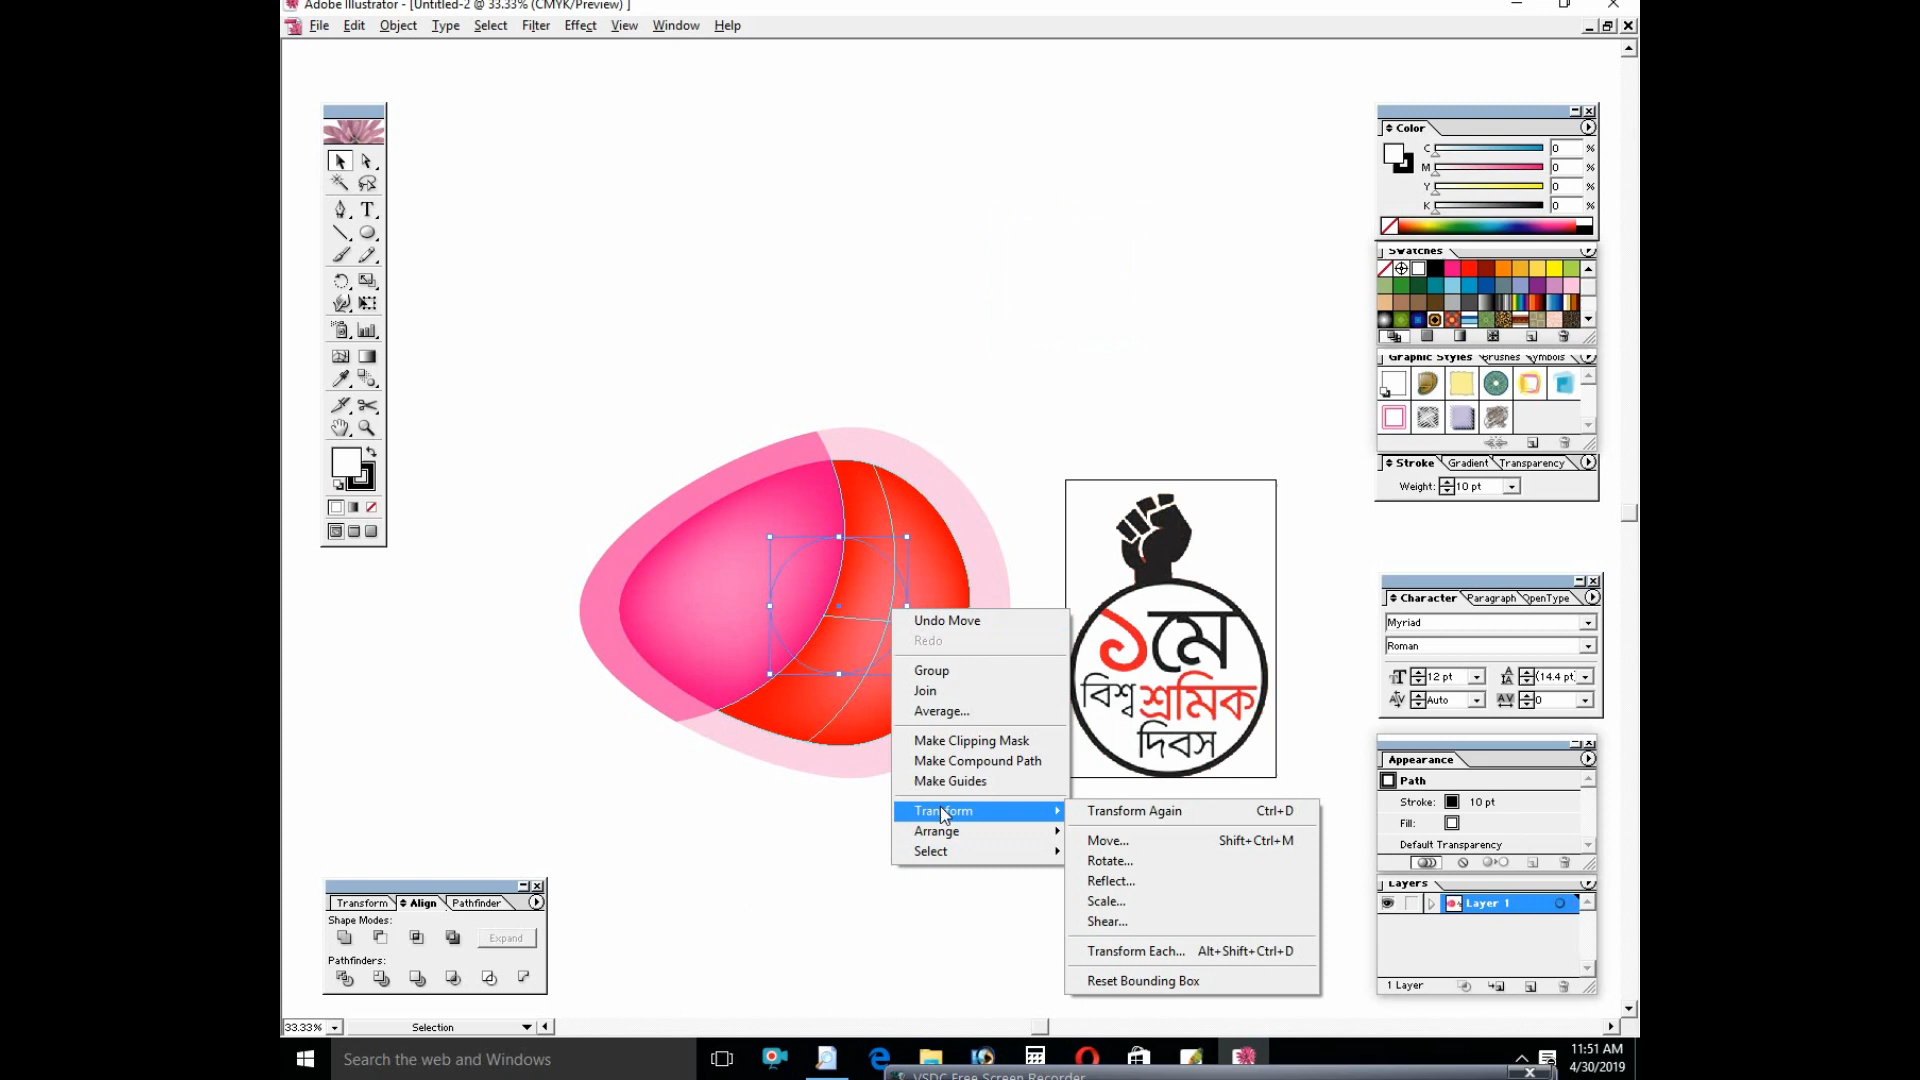 Adobe Illustrator - [Untitled-2 @ 33.33% (CMYK/Preview) ]
File Edit Object Type Select Filter Effect View Window Help
Color
C 0 %
M 0 %
Y 0 %
K 0 %
Swatches
Graphic Styles Brushes Symbols
Stroke Gradient Transparency
Weight: 10 pt
Character Paragraph OpenType
Myriad
Roman
12 pt (14.4 pt)
Auto 0
Appearance
Path
Stroke: 10 pt
Fill:
Default Transparency
Layers
Layer 1
1 Layer
১মে
বিশ্ব শ্রমিক
দিবস
Undo Move
Redo
Group
Join
Average...
Make Clipping Mask
Make Compound Path
Make Guides
Transform
Arrange
Select
Transform Again Ctrl+D
Move... Shift+Ctrl+M
Rotate...
Reflect...
Scale...
Shear...
Transform Each... Alt+Shift+Ctrl+D
Reset Bounding Box
Transform Align Pathfinder
Shape Modes:
Expand
Pathfinders:
33.33% Selection
Search the web and Windows
11:51 AM
4/30/2019
VSDC Free Screen Recorder